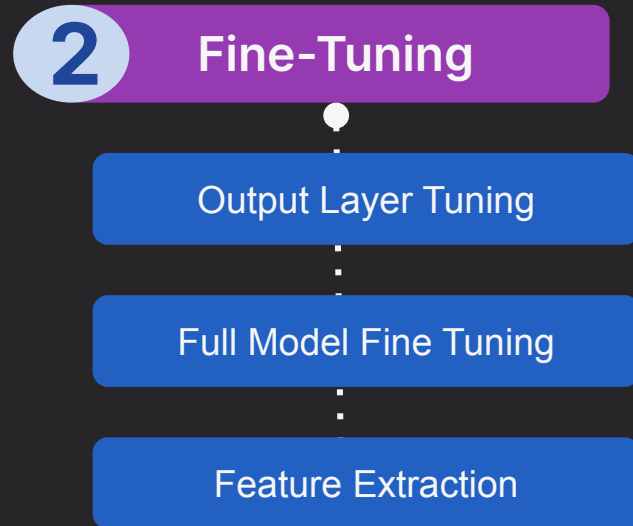 2
Fine-Tuning
Output Layer Tuning
Full Model Fine Tuning
Feature Extraction